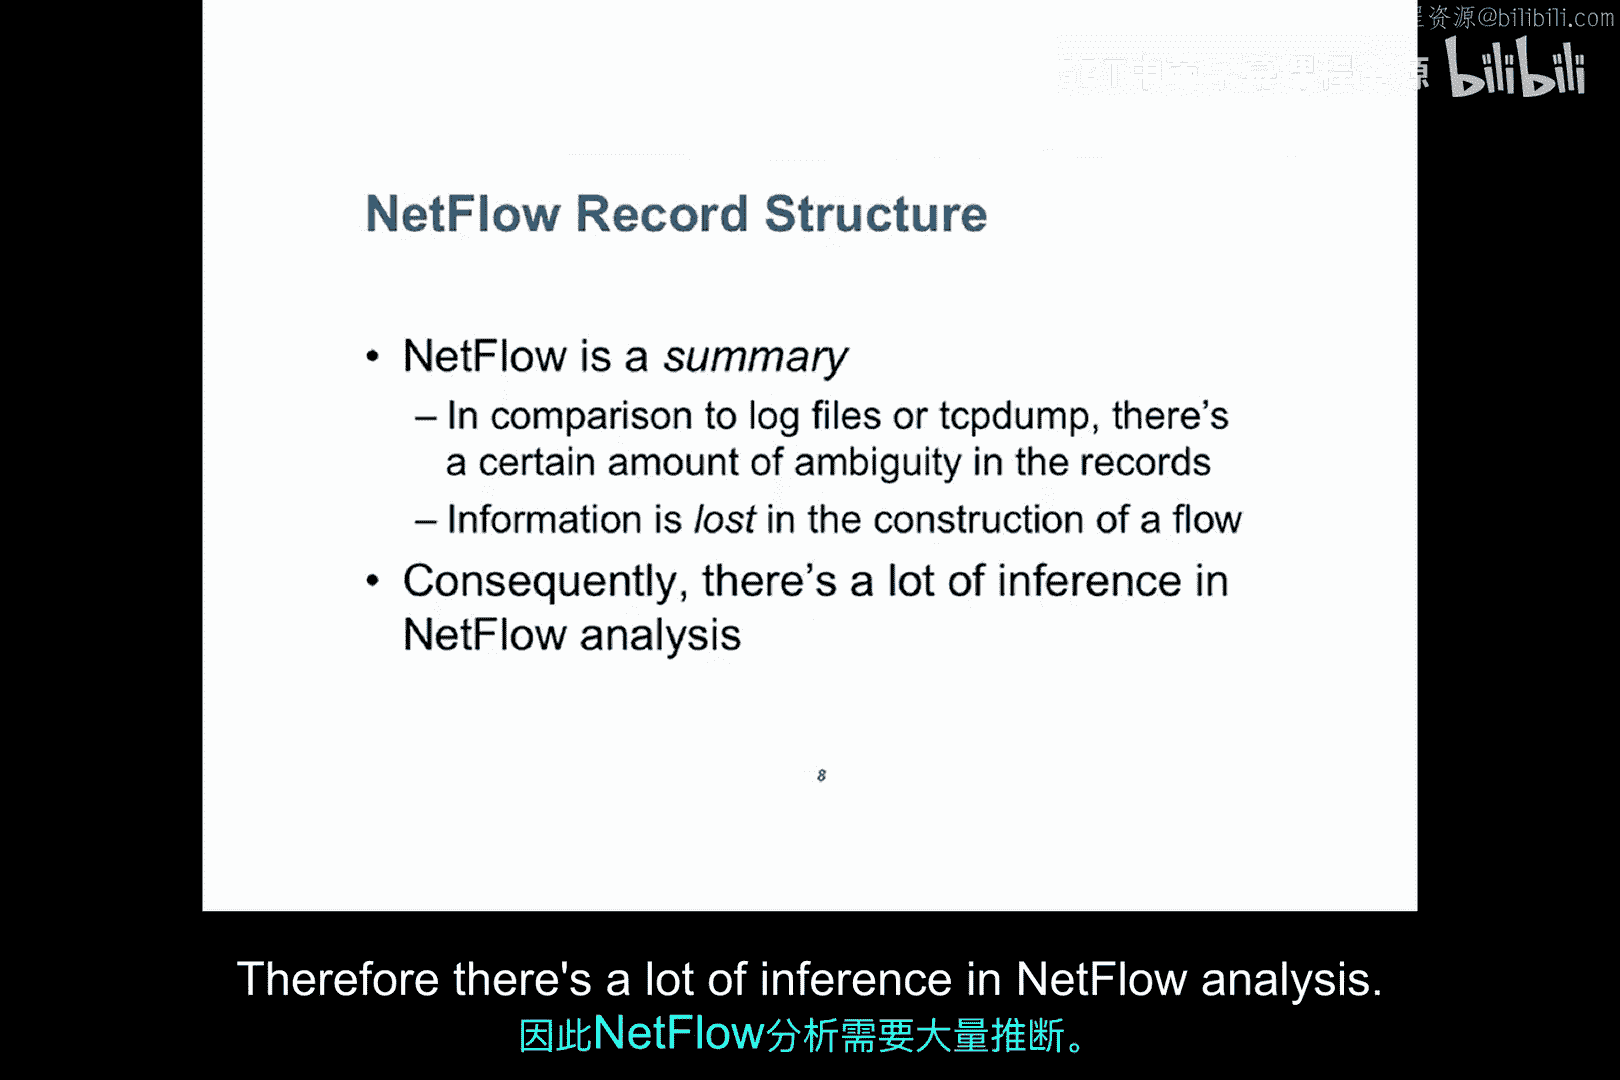 资源@bilibili.com
bilibili
NetFlow Record Structure
• NetFlow is a summary
– In comparison to log files or tcpdump, there’s
a certain amount of ambiguity in the records
– Information is lost in the construction of a flow
• Consequently, there’s a lot of inference in
NetFlow analysis
8
Therefore there's a lot of inference in NetFlow analysis.
因此NetFlow分析需要大量推断。